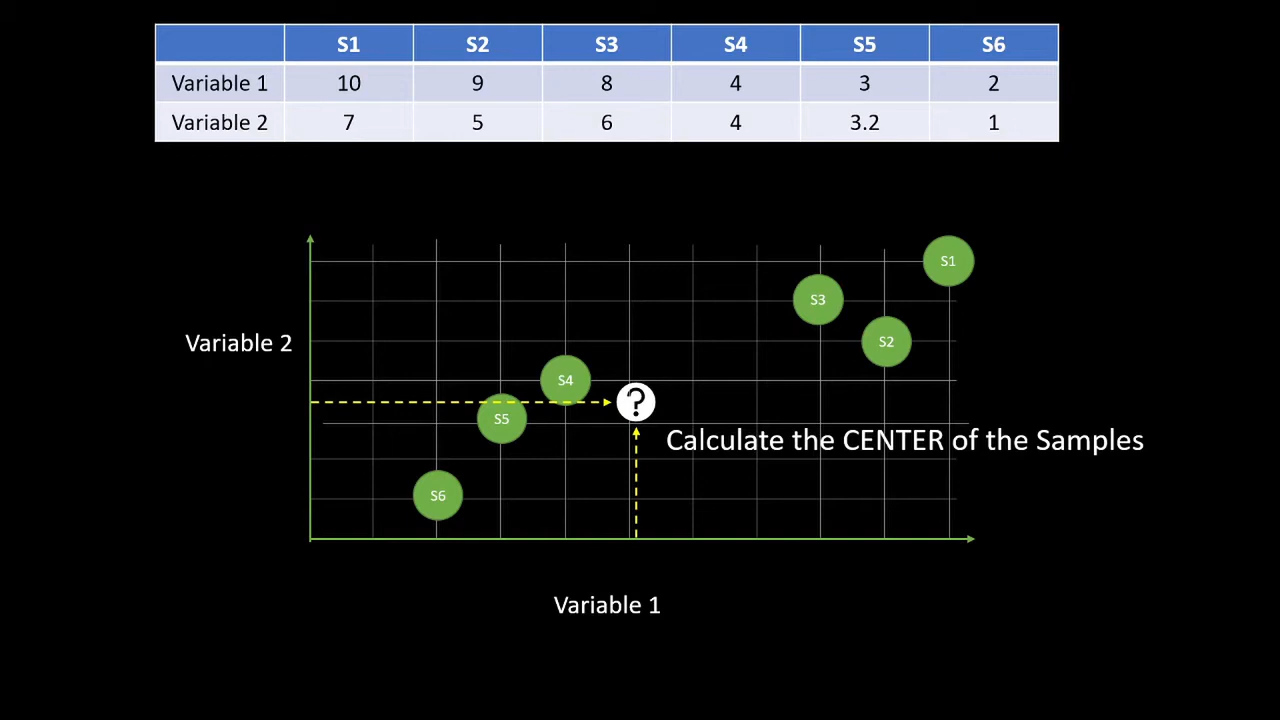 S1 S2 S3 S4 S5 S6
Variable 1 10 9 8 4 3 2
Variable 2 7 5 6 4 3.2 1
S1
S3
Variable 2
S2
S4
?
S5
Calculate the CENTER of the Samples
S6
Variable 1